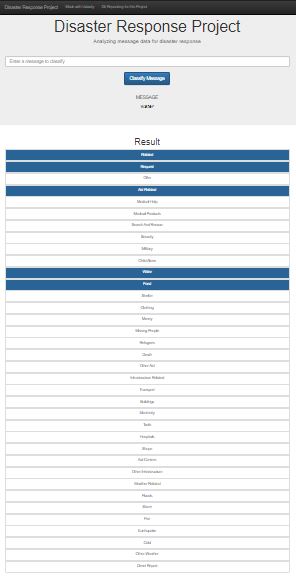 Disaster Response Project Made with Udacity Git Repository for this Project
Disaster Response Project
Analyzing message data for disaster response
Enter a message to classify
Classify Message
MESSAGE
water
Result
Related
Request
Offer
Aid Related
Medical Help
Medical Products
Search And Rescue
Security
Military
Child Alone
Water
Food
Shelter
Clothing
Money
Missing People
Refugees
Death
Other Aid
Infrastructure Related
Transport
Buildings
Electricity
Tools
Hospitals
Shops
Aid Centers
Other Infrastructure
Weather Related
Floods
Storm
Fire
Earthquake
Cold
Other Weather
Direct Report